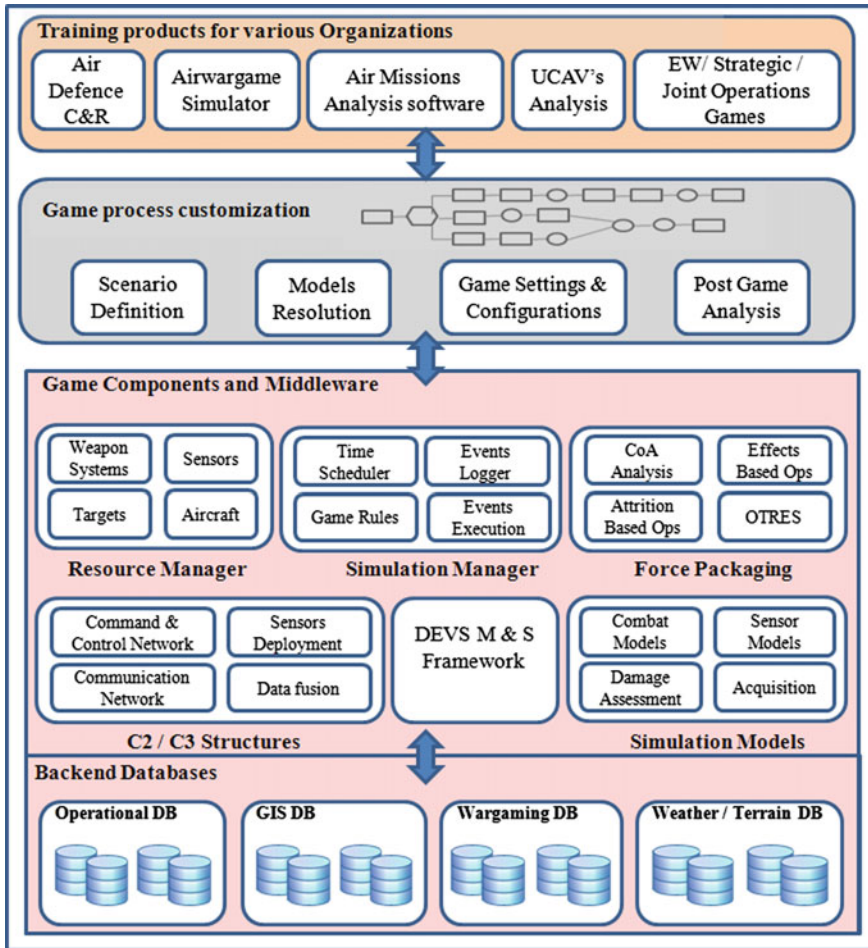 Training products for various Organizations
Air
Defence
C&R
Airwargame
Simulator
Air Missions
Analysis software
UCAV's
Analysis
EW/ Strategic /
Joint Operations
Games
Game process customization
Scenario
Definition
Models
Resolution
Game Settings &
Configurations
Post Game
Analysis
Game Components and Middleware
Weapon
Systems
Sensors
Targets
Aircraft
Resource Manager
Time
Scheduler
Events
Logger
Game Rules
Events
Execution
Simulation Manager
CoA
Analysis
Effects
Based Ops
Attrition
Based Ops
OTRES
Force Packaging
Command &
Control Network
Sensors
Deployment
Communication
Network
Data fusion
C2 / C3 Structures
DEVS M & S
Framework
Combat
Models
Sensor
Models
Damage
Assessment
Acquisition
Simulation Models
Backend Databases
Operational DB
GIS DB
Wargaming DB
Weather / Terrain DB